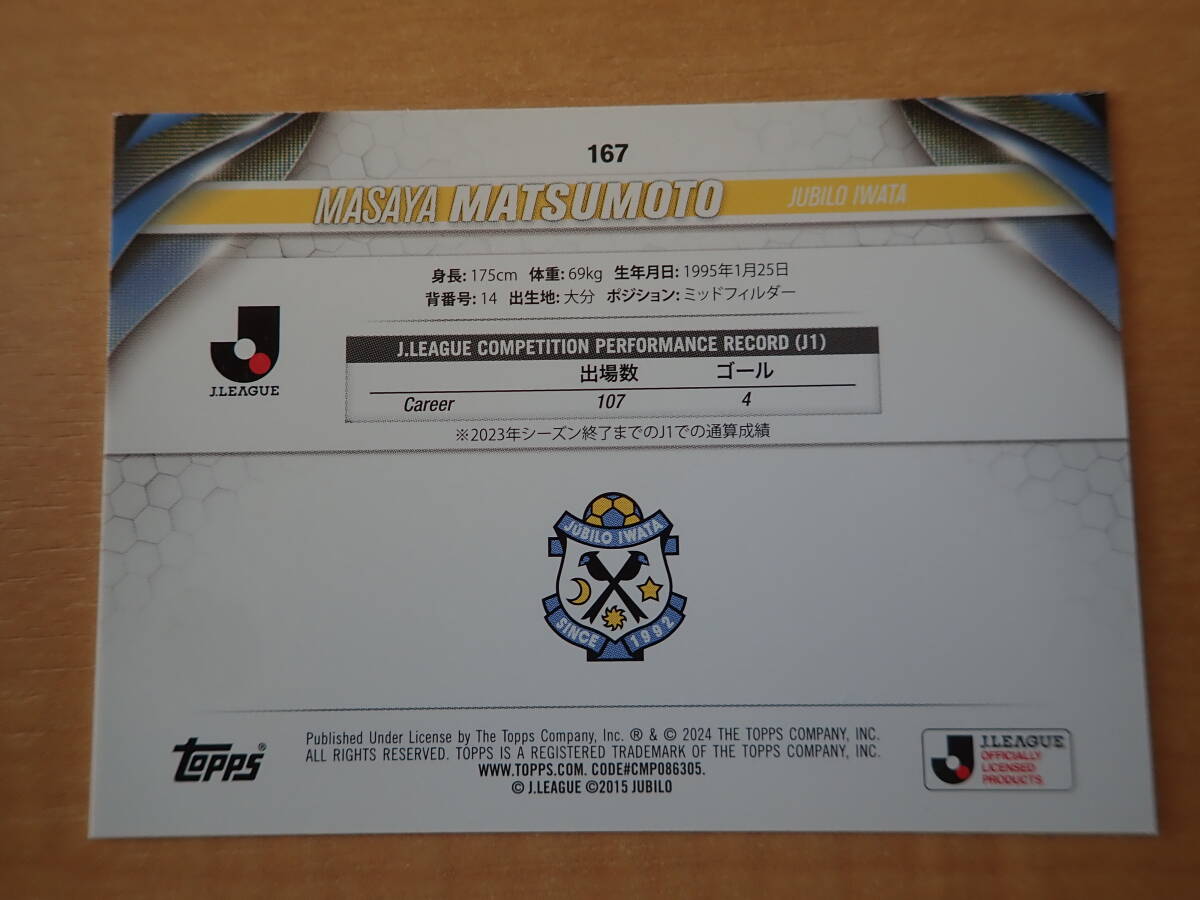 167
MASAYA MATSUMOTO JUBILO IWATA
身長: 175cm 体重: 69kg 生年月日: 1995年1月25日
背番号: 14 出生地: 大分 ポジション: ミッドフィルダー
J.LEAGUE
J.LEAGUE COMPETITION PERFORMANCE RECORD (J1)
出場数 ゴール
Career 107 4
※2023年シーズン終了までのJ1での通算成績
JUBILO IWATA
SINCE 1992
Topps®
Published Under License by The Topps Company, Inc. ® & © 2024 THE TOPPS COMPANY, INC.
ALL RIGHTS RESERVED. TOPPS IS A REGISTERED TRADEMARK OF THE TOPPS COMPANY, INC.
WWW.TOPPS.COM. CODE#CMP086305.
© J.LEAGUE ©2015 JUBILO
J.LEAGUE
OFFICIALLY
LICENSED
PRODUCTS